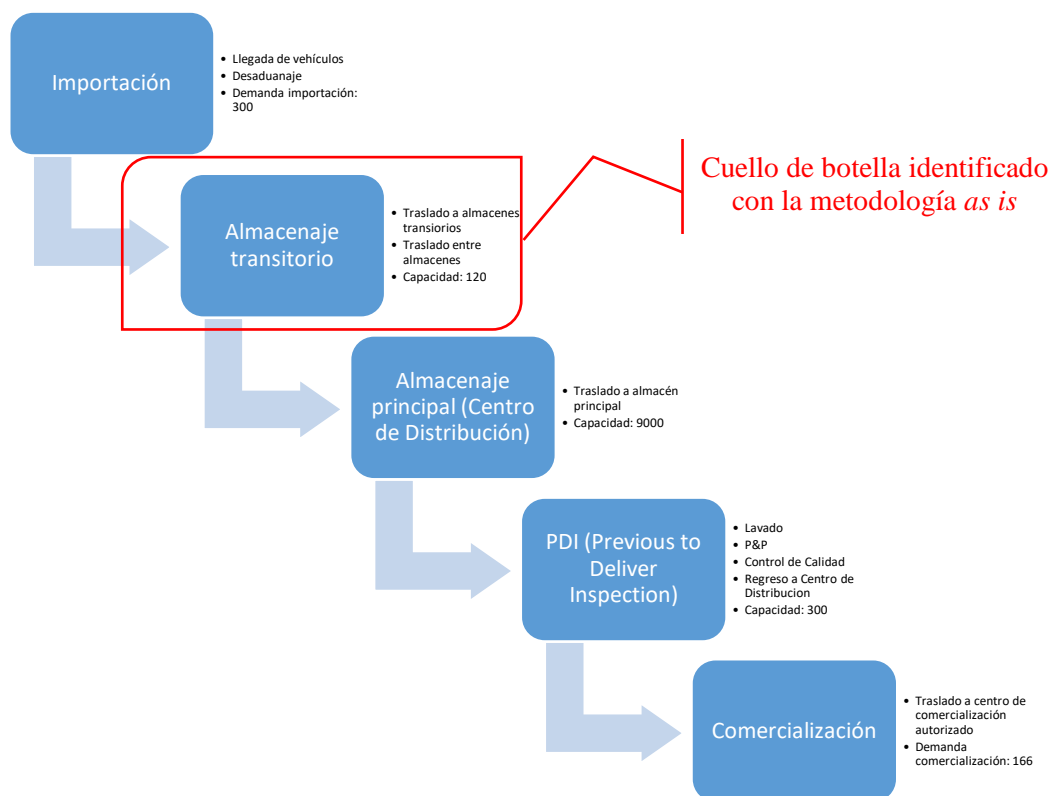 Importación
• Llegada de vehículos
• Desaduanaje
• Demanda importación:
300
Cuello de botella identificado
con la metodología as is
Almacenaje
transitorio
• Traslado a almacenes
transiorios
• Traslado entre
almacenes
• Capacidad: 120
Almacenaje
principal (Centro
de Distribución)
• Traslado a almacén
principal
• Capacidad: 9000
PDI (Previous to
Deliver
Inspection)
• Lavado
• P&P
• Control de Calidad
• Regreso a Centro de
Distribucion
• Capacidad: 300
Comercialización
• Traslado a centro de
comercialización
autorizado
• Demanda
comercialización: 166